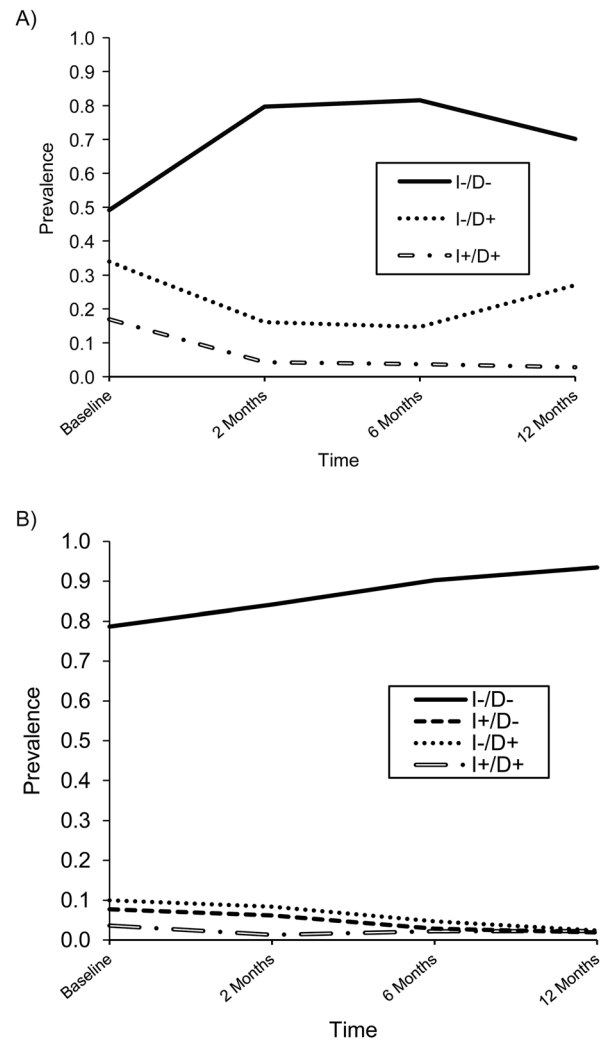 A)
1.0
0.9
0.8
0.7
0.6
0.5
0.4
0.3
0.2
0.1
0.0
Prevalence
I-/D-
I-/D+
I+/D+
Baseline
2 Months
6 Months
12 Months
Time
B)
1.0
0.9
0.8
0.7
0.6
0.5
0.4
0.3
0.2
0.1
0.0
Prevalence
I-/D-
I+/D-
I-/D+
I+/D+
Baseline
2 Months
6 Months
12 Months
Time